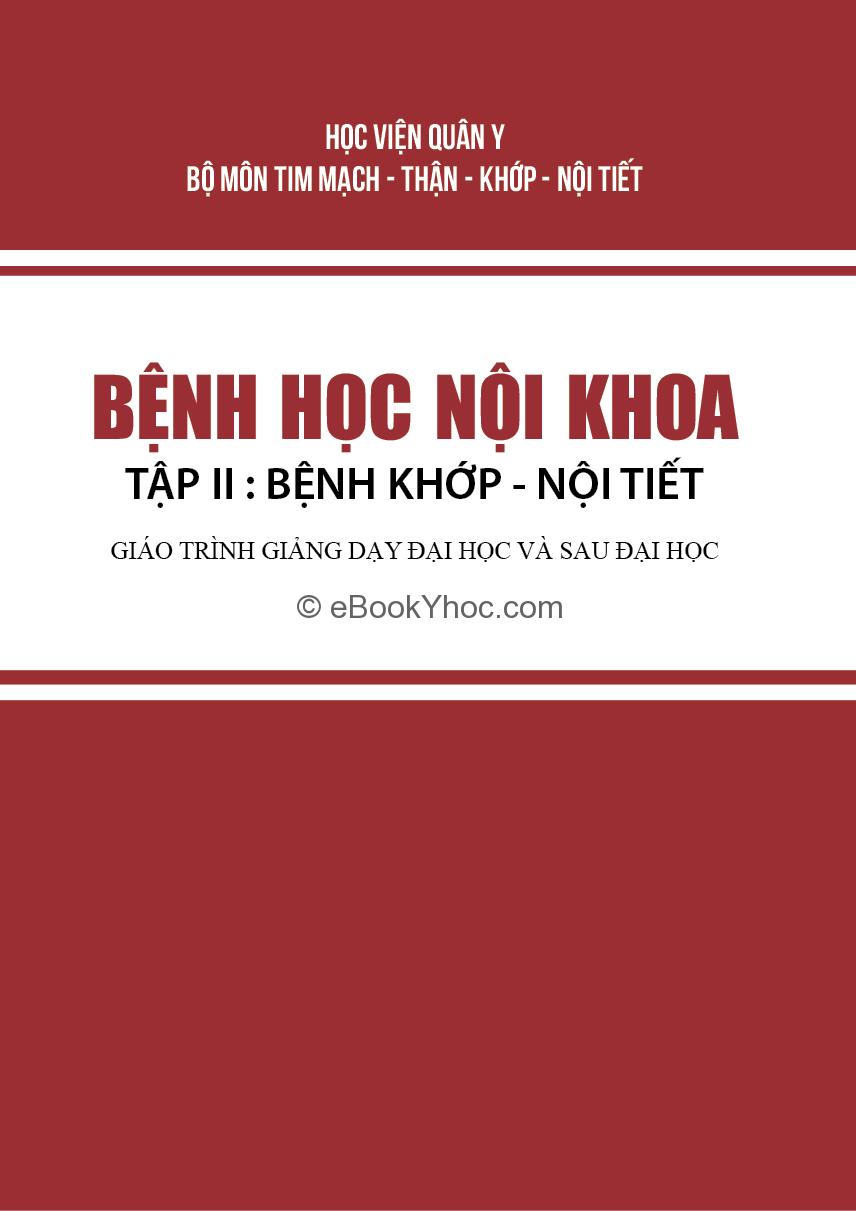 HỌC VIỆN QUÂN Y
BỘ MÔN TIM MẠCH - THẬN - KHỚP - NỘI TIẾT
BỆNH HỌC NỘI KHOA
TẬP II : BỆNH KHỚP - NỘI TIẾT
GIÁO TRÌNH GIẢNG DẠY ĐẠI HỌC VÀ SAU ĐẠI HỌC
© eBookYhoc.com